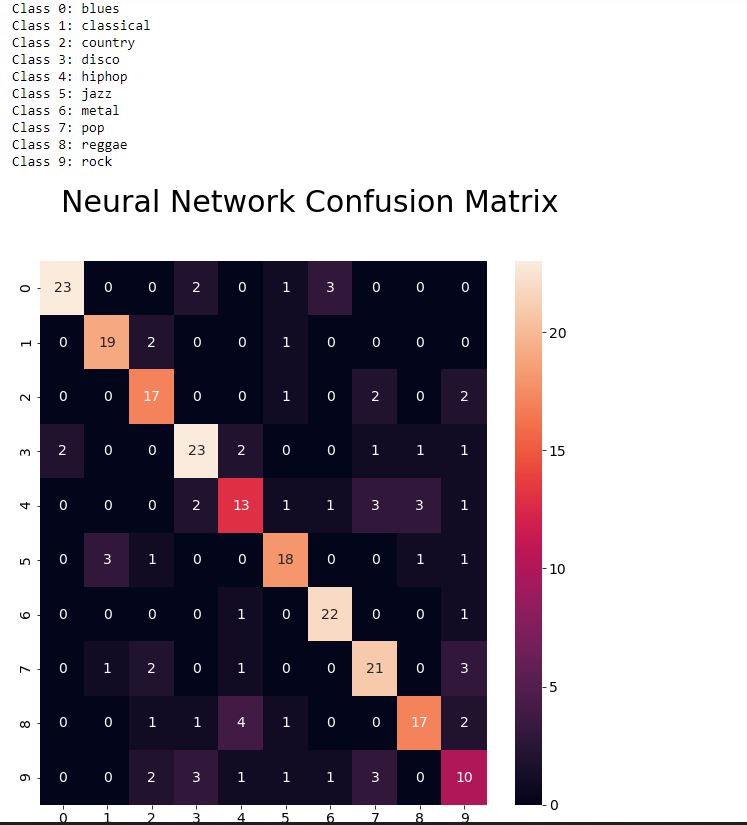 Class 0: blues
Class 1: classical
Class 2: country
Class 3: disco
Class 4: hiphop
Class 5: jazz
Class 6: metal
Class 7: pop
Class 8: reggae
Class 9: rock
Neural Network Confusion Matrix
0 23 0 0 2 0 1 3 0 0 0
1 0 19 2 0 0 1 0 0 0 0
2 0 0 17 0 0 1 0 2 0 2
3 2 0 0 23 2 0 0 1 1 1
4 0 0 0 2 13 1 1 3 3 1
5 0 3 1 0 0 18 0 0 1 1
6 0 0 0 0 1 0 22 0 0 1
7 0 1 2 0 1 0 0 21 0 3
8 0 0 1 1 4 1 0 0 17 2
9 0 0 2 3 1 1 1 3 0 10
0 1 2 3 4 5 6 7 8 9
20
15
10
5
0